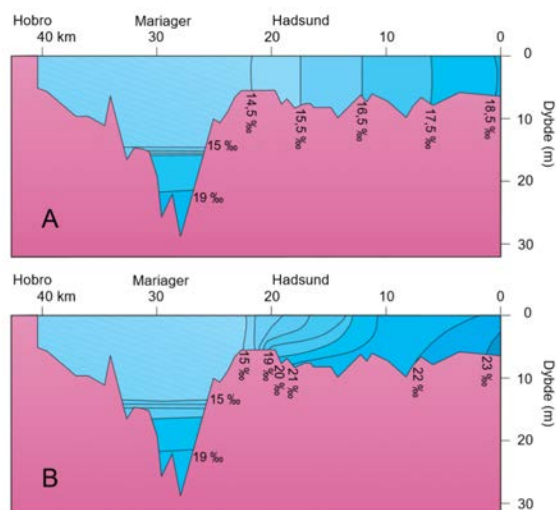 Hobro Mariager Hadsund
40 km 30 20 10 0
0
10
20
30
Dybde (m)
15 ‰
19 ‰
14,5 ‰
15,5 ‰
16,5 ‰
17,5 ‰
18,5 ‰
A
Hobro Mariager Hadsund
40 km 30 20 10 0
0
10
20
30
Dybde (m)
15 ‰
19 ‰
15 ‰
19 ‰
20 ‰
21 ‰
22 ‰
23 ‰
B